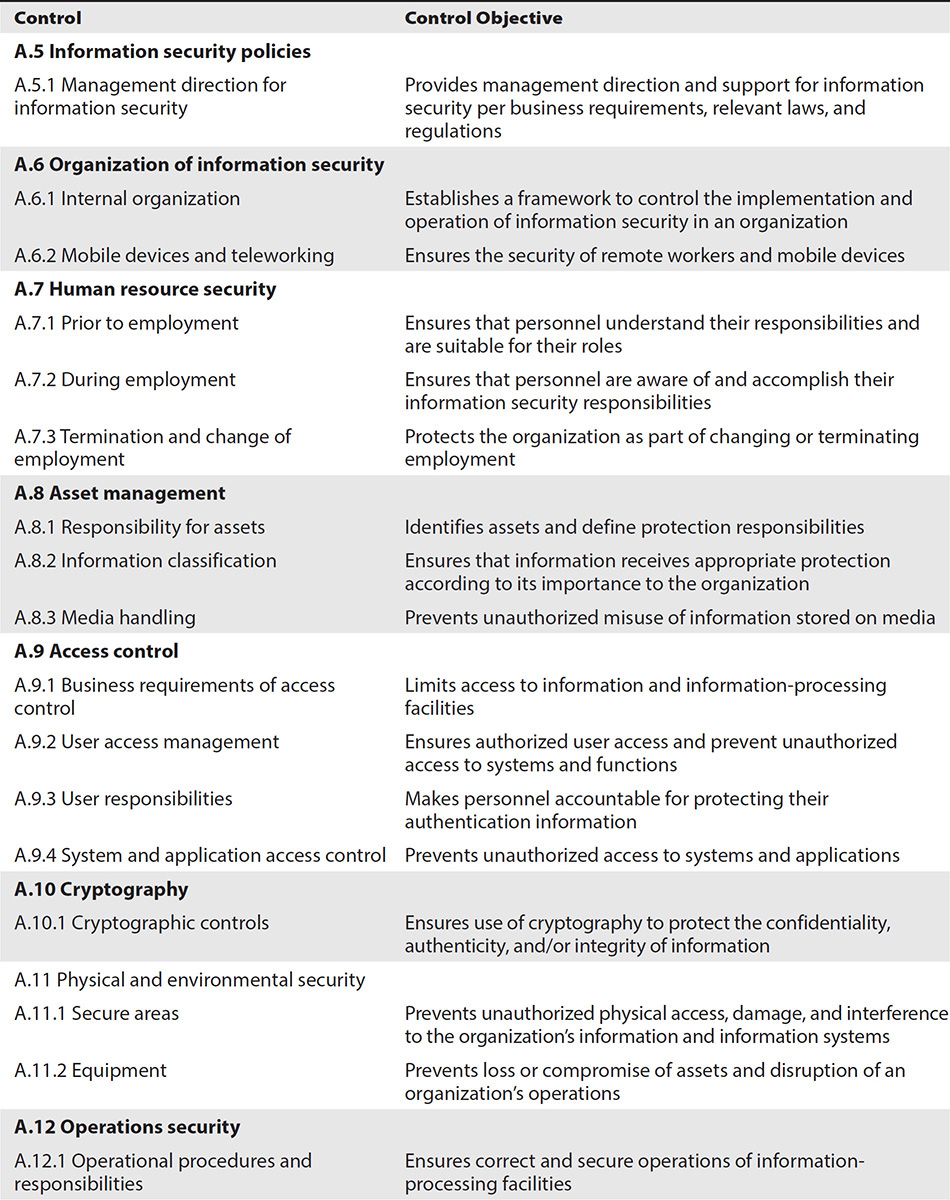 Control Control Objective
A.5 Information security policies
A.5.1 Management direction for Provides management direction and support for information
information security security per business requirements, relevant laws, and
regulations
A.6 Organization of information security
A.6.1 Internal organization Establishes a framework to control the implementation and
operation of information security in an organization
A.6.2 Mobile devices and teleworking Ensures the security of remote workers and mobile devices
A.7 Human resource security
A.7.1 Prior to employment Ensures that personnel understand their responsibilities and
are suitable for their roles
A.7.2 During employment Ensures that personnel are aware of and accomplish their
information security responsibilities
A.7.3 Termination and change of Protects the organization as part of changing or terminating
employment employment
A.8 Asset management
A.8.1 Responsibility for assets Identifies assets and define protection responsibilities
A.8.2 Information classification Ensures that information receives appropriate protection
according to its importance to the organization
A.8.3 Media handling Prevents unauthorized misuse of information stored on media
A.9 Access control
A.9.1 Business requirements of access Limits access to information and information-processing
control facilities
A.9.2 User access management Ensures authorized user access and prevent unauthorized
access to systems and functions
A.9.3 User responsibilities Makes personnel accountable for protecting their
authentication information
A.9.4 System and application access control Prevents unauthorized access to systems and applications
A.10 Cryptography
A.10.1 Cryptographic controls Ensures use of cryptography to protect the confidentiality,
authenticity, and/or integrity of information
A.11 Physical and environmental security
A.11.1 Secure areas Prevents unauthorized physical access, damage, and interference
to the organization’s information and information systems
A.11.2 Equipment Prevents loss or compromise of assets and disruption of an
organization’s operations
A.12 Operations security
A.12.1 Operational procedures and Ensures correct and secure operations of information-
responsibilities processing facilities